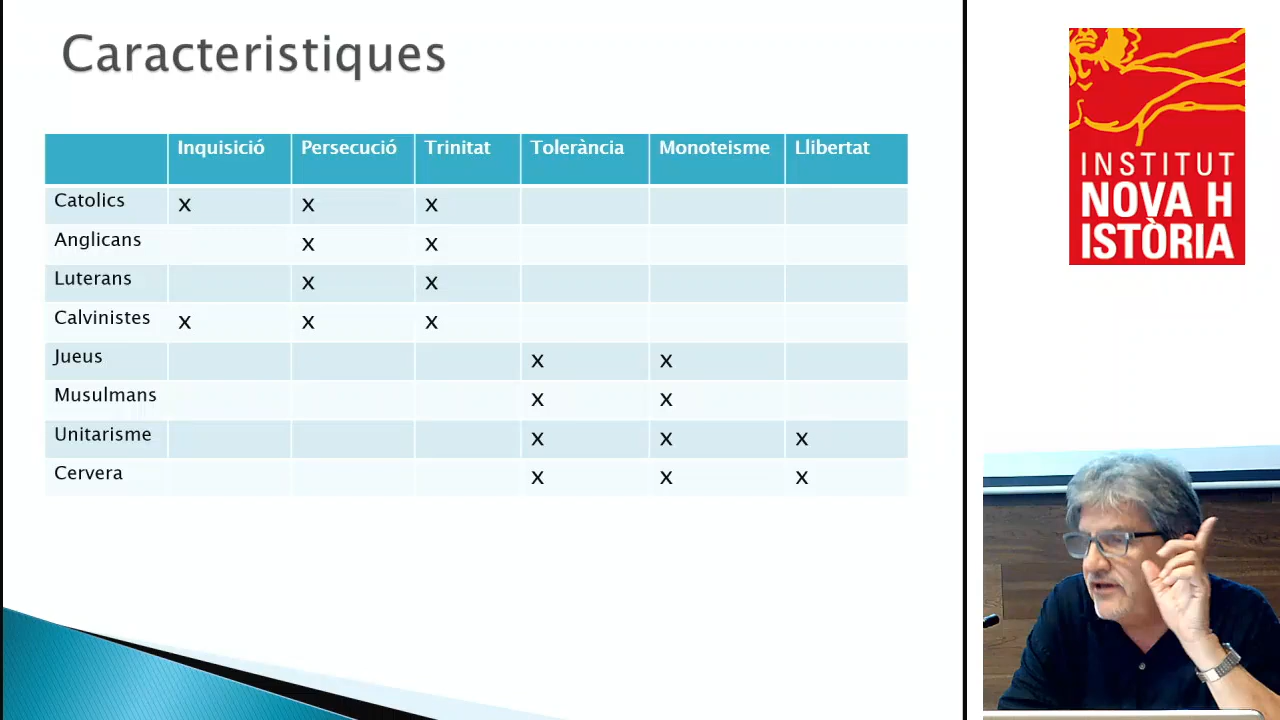 Caracteristiques
Inquisició Persecució Trinitat Tolerància Monoteisme Llibertat
Catolics x x x
Anglicans x x
Luterans x x
Calvinistes x x x
Jueus x x
Musulmans x x
Unitarisme x x x
Cervera x x x
INSTITUT
NOVA H
ISTÒRIA